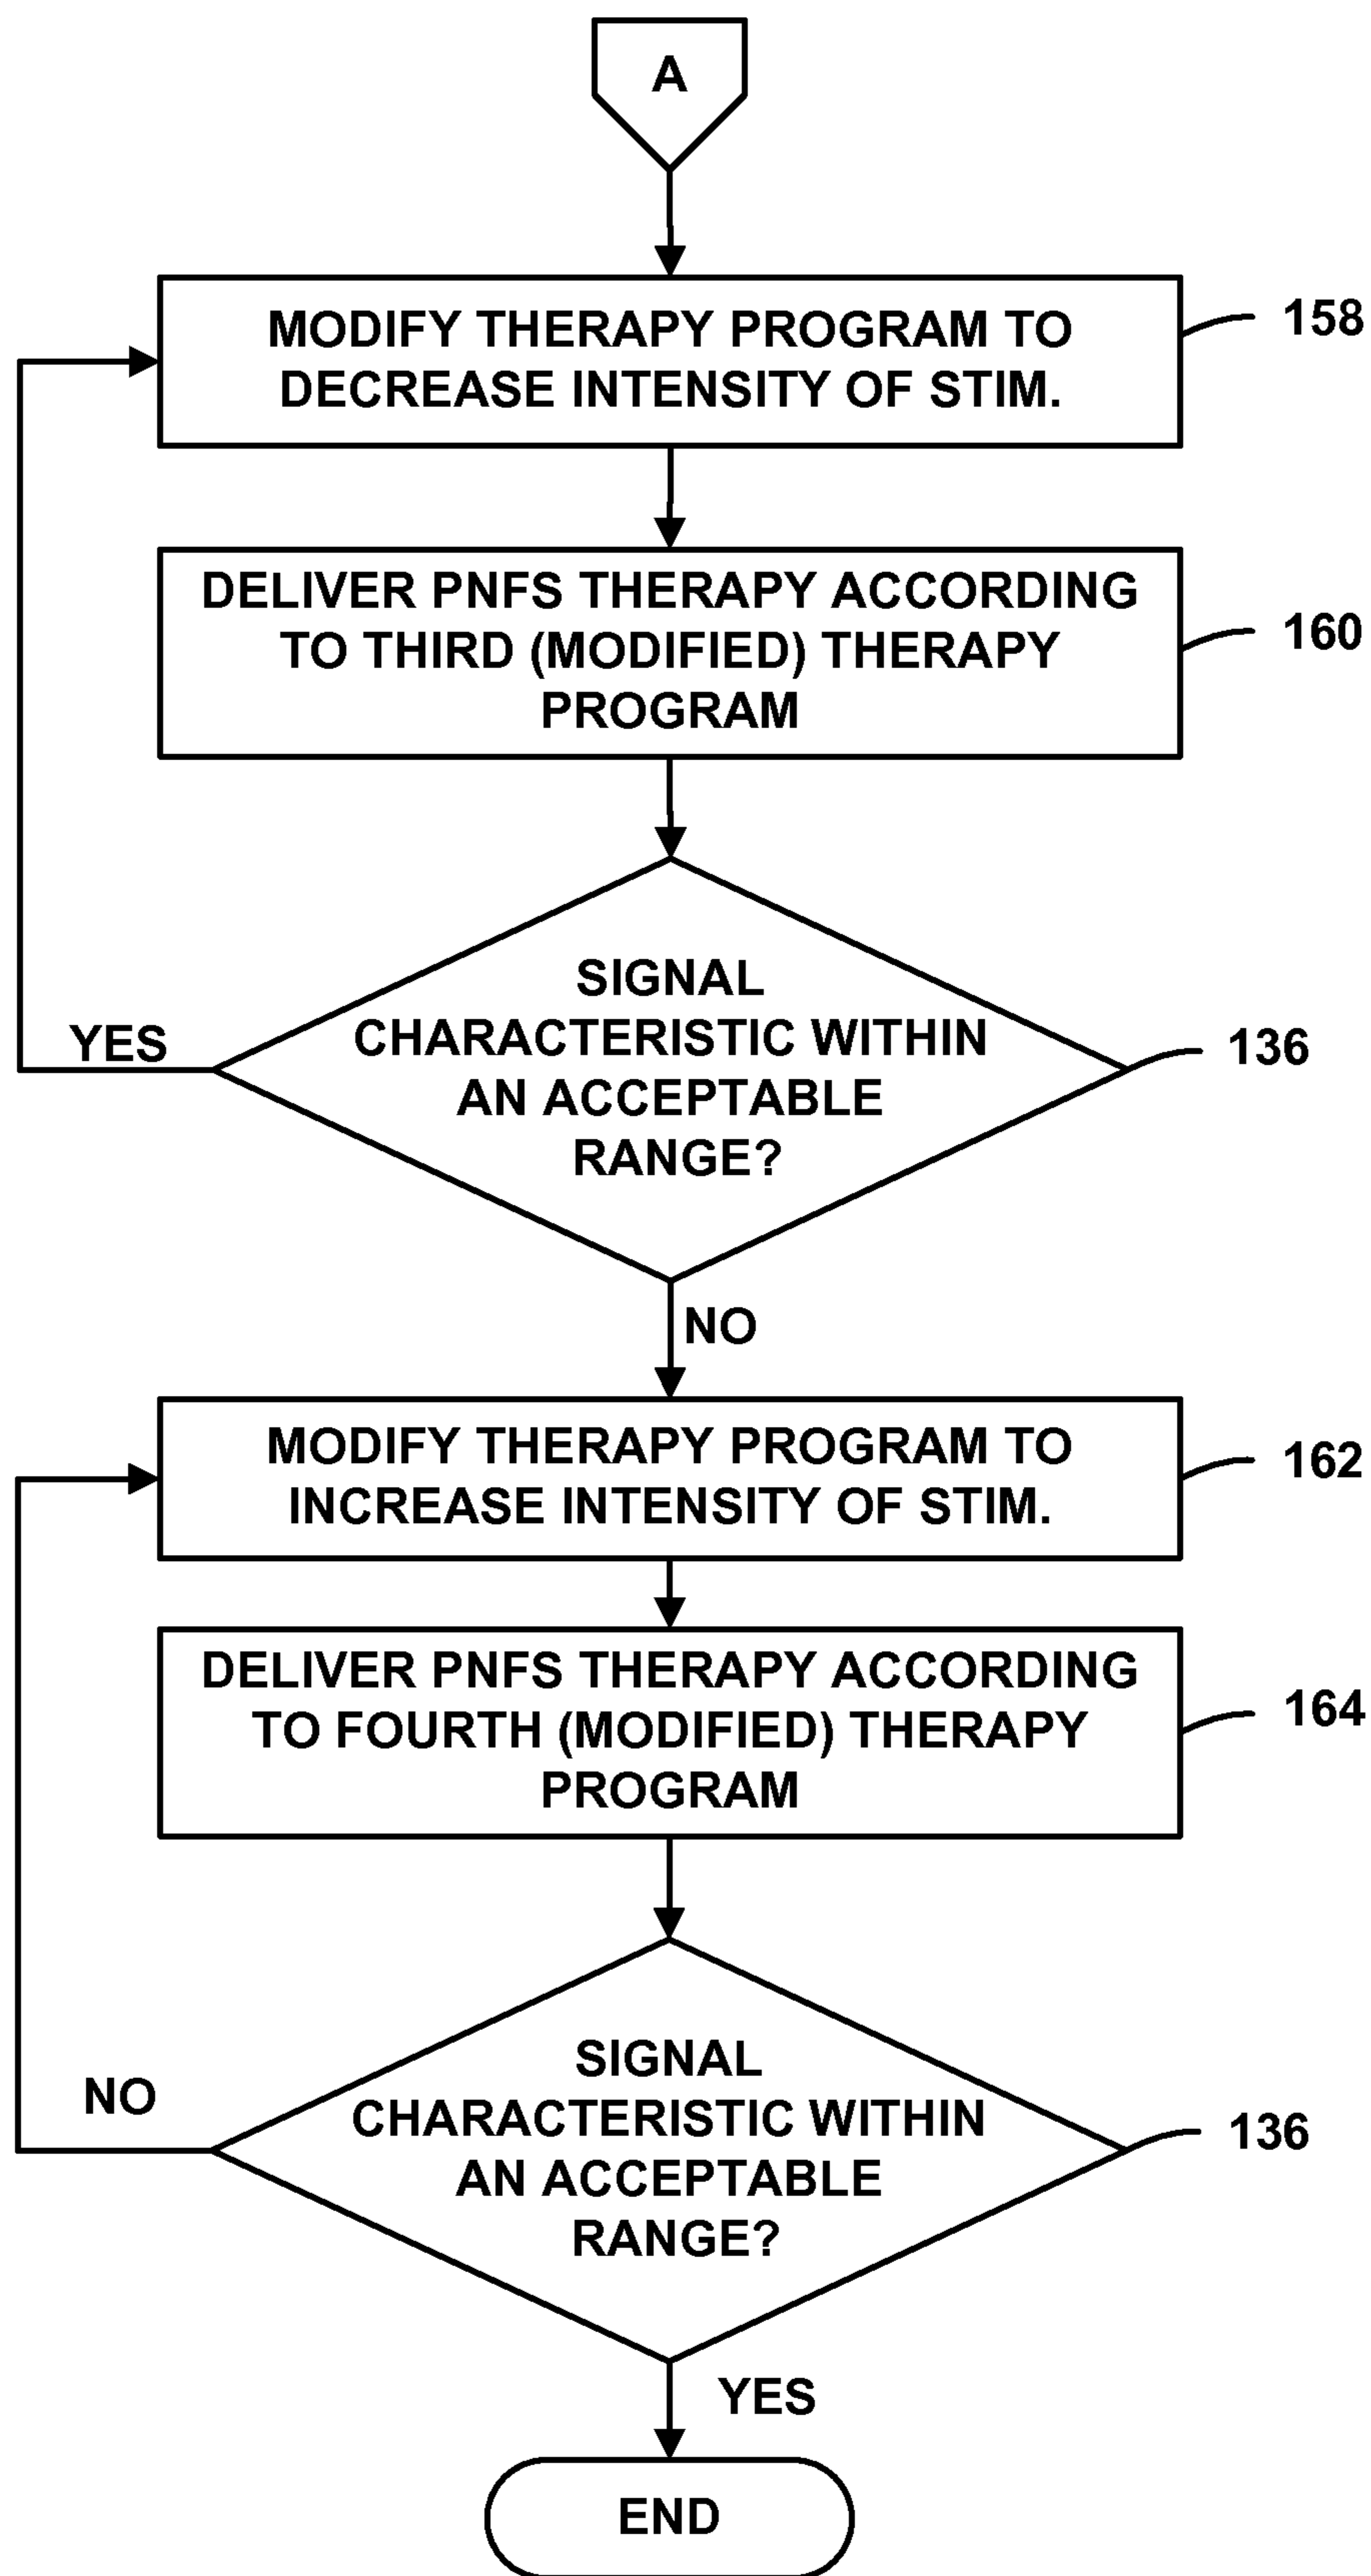 A
MODIFY THERAPY PROGRAM TO
DECREASE INTENSITY OF STIM.
158
DELIVER PNFS THERAPY ACCORDING
TO THIRD (MODIFIED) THERAPY
PROGRAM
160
SIGNAL
CHARACTERISTIC WITHIN
AN ACCEPTABLE
RANGE?
136
YES
NO
MODIFY THERAPY PROGRAM TO
INCREASE INTENSITY OF STIM.
162
DELIVER PNFS THERAPY ACCORDING
TO FOURTH (MODIFIED) THERAPY
PROGRAM
164
SIGNAL
CHARACTERISTIC WITHIN
AN ACCEPTABLE
RANGE?
136
NO
YES
END